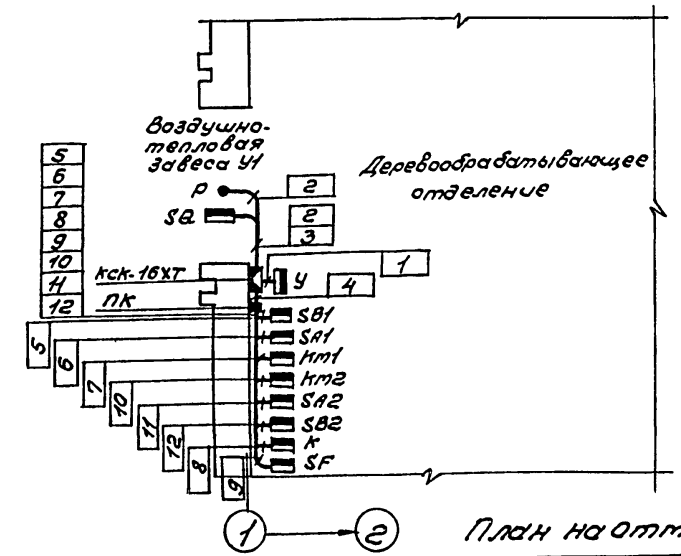 Воздушно-
тепловая
завеса У1
Деревообрабатывающее
отделение
5
6
7
8
9
10
11
12
Р
SQ
2
2
3
1
КСК-16ХТ
У
4
ПК
SB1
SA1
КМ1
КМ2
SA2
SB2
К
SF
5
6
7
10
11
12
8
9
1
2
План на отм